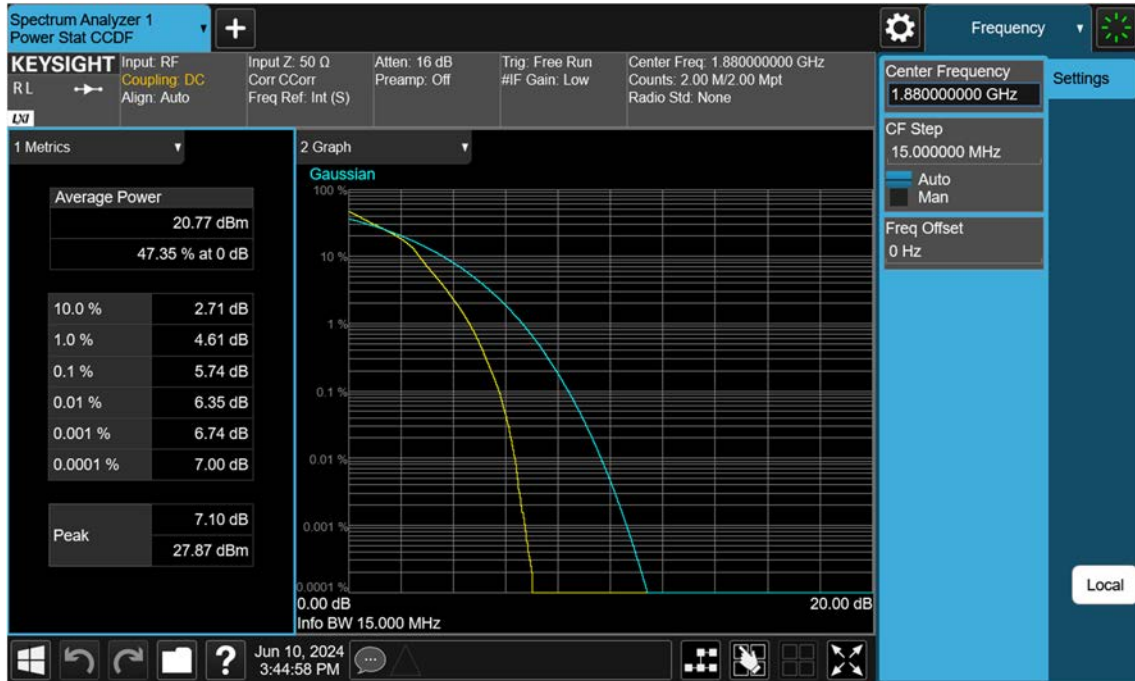 Spectrum Analyzer 1
Power Stat CCDF
Frequency
KEYSIGHT
R L
LXI
Input: RF
Coupling: DC
Align: Auto
Input Z: 50 Ω
Corr CCorr
Freq Ref: Int (S)
Atten: 16 dB
Preamp: Off
Trig: Free Run
#IF Gain: Low
Center Freq: 1.880000000 GHz
Counts: 2.00 M/2.00 Mpt
Radio Std: None
Center Frequency
1.880000000 GHz
Settings
CF Step
15.000000 MHz
Auto
Man
Freq Offset
0 Hz
1 Metrics
Average Power
20.77 dBm
47.35 % at 0 dB
10.0 % 2.71 dB
1.0 % 4.61 dB
0.1 % 5.74 dB
0.01 % 6.35 dB
0.001 % 6.74 dB
0.0001 % 7.00 dB
Peak
7.10 dB
27.87 dBm
2 Graph
Gaussian
100 %
10 %
1 %
0.1 %
0.01 %
0.001 %
0.0001 %
0.00 dB 20.00 dB
Info BW 15.000 MHz
Local
?
Jun 10, 2024
3:44:58 PM